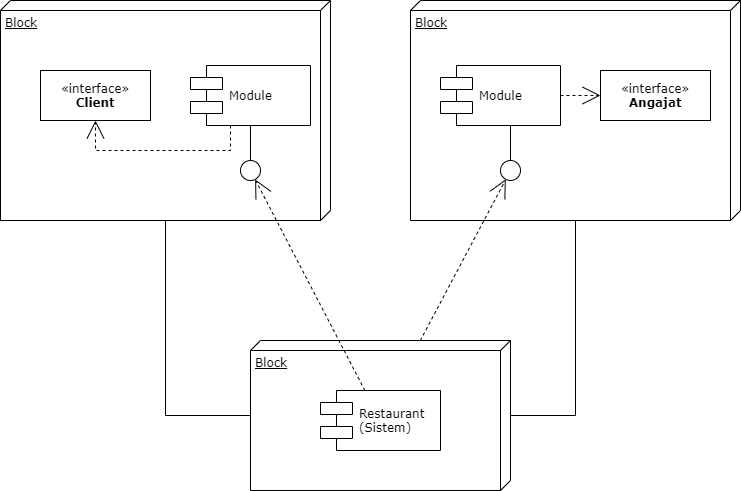 Block
«interface»
Client
Module
Block
Module
«interface»
Angajat
Block
Restaurant
(Sistem)